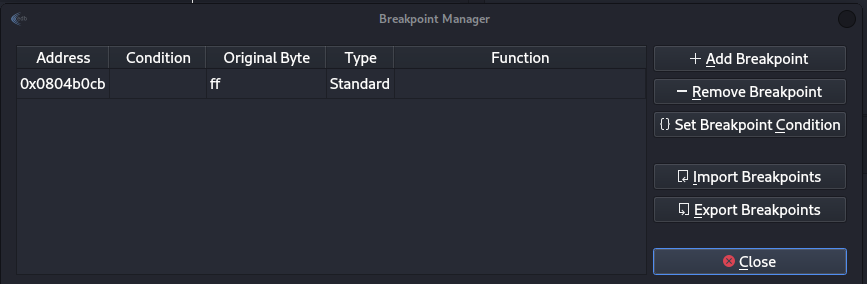 Breakpoint Manager
Address Condition Original Byte Type Function
0x0804b0cb ff Standard
+ Add Breakpoint
− Remove Breakpoint
{} Set Breakpoint Condition
Import Breakpoints
Export Breakpoints
Close